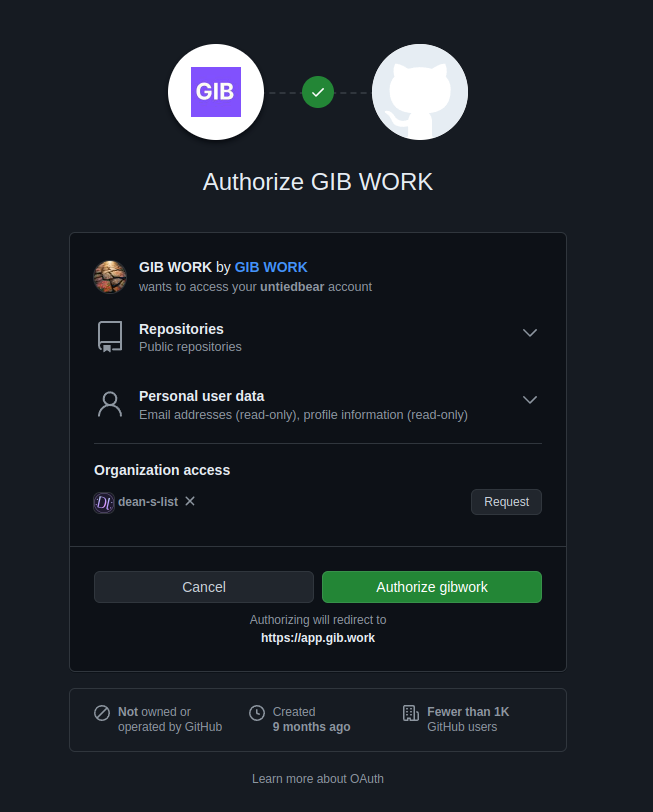 GIB
Authorize GIB WORK
GIB WORK by GIB WORK
wants to access your untiedbear account
Repositories
Public repositories
Personal user data
Email addresses (read-only), profile information (read-only)
Organization access
DL dean-s-list
Request
Cancel
Authorize gibwork
Authorizing will redirect to
https://app.gib.work
Not owned or
operated by GitHub
Created
9 months ago
Fewer than 1K
GitHub users
Learn more about OAuth